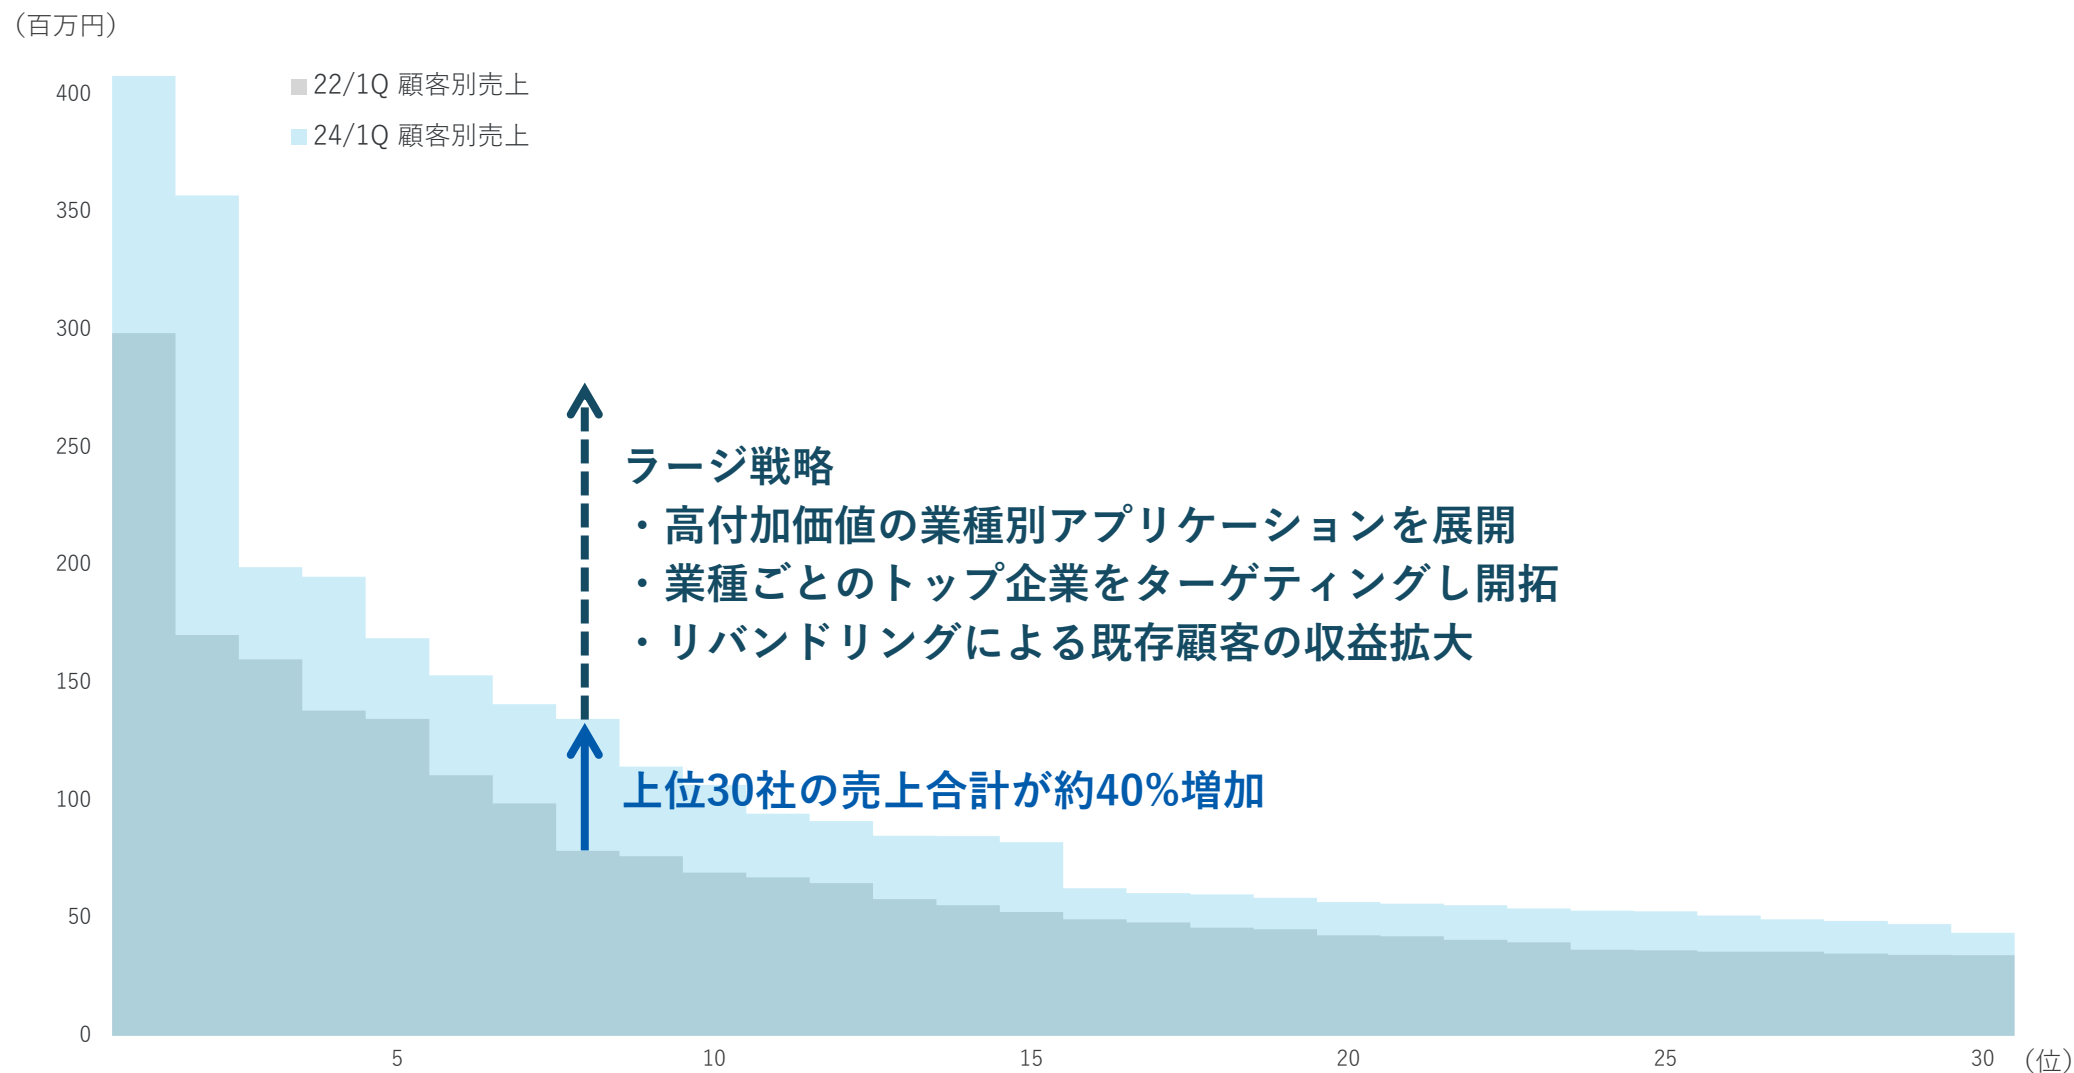 （百万円）
22/1Q 顧客別売上
24/1Q 顧客別売上
400
350
300
250
200
150
100
50
0
ラージ戦略
・高付加価値の業種別アプリケーションを展開
・業種ごとのトップ企業をターゲティングし開拓
・リバンドリングによる既存顧客の収益拡大
上位30社の売上合計が約40%増加
5 10 15 20 25 30 （位）